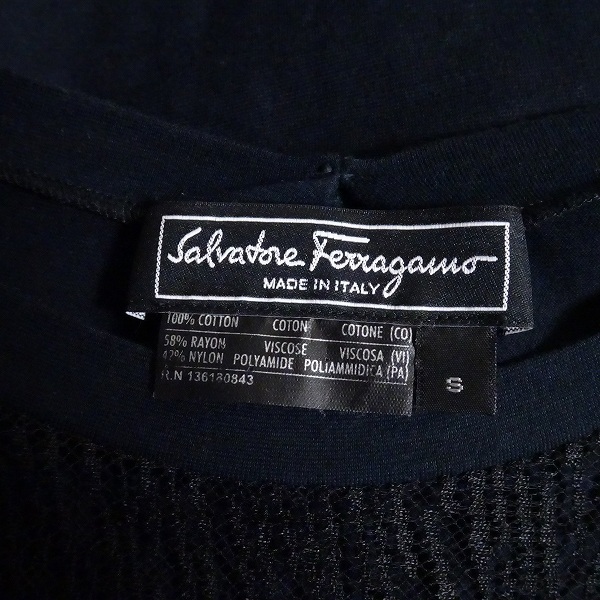 Salvatore Ferragamo
MADE IN ITALY
100% COTTON COTON COTONE (CO)
58% RAYON VISCOSE VISCOSA (VI)
42% NYLON POLYAMIDE POLIAMMIDICA (PA)
R.N 136180843
S